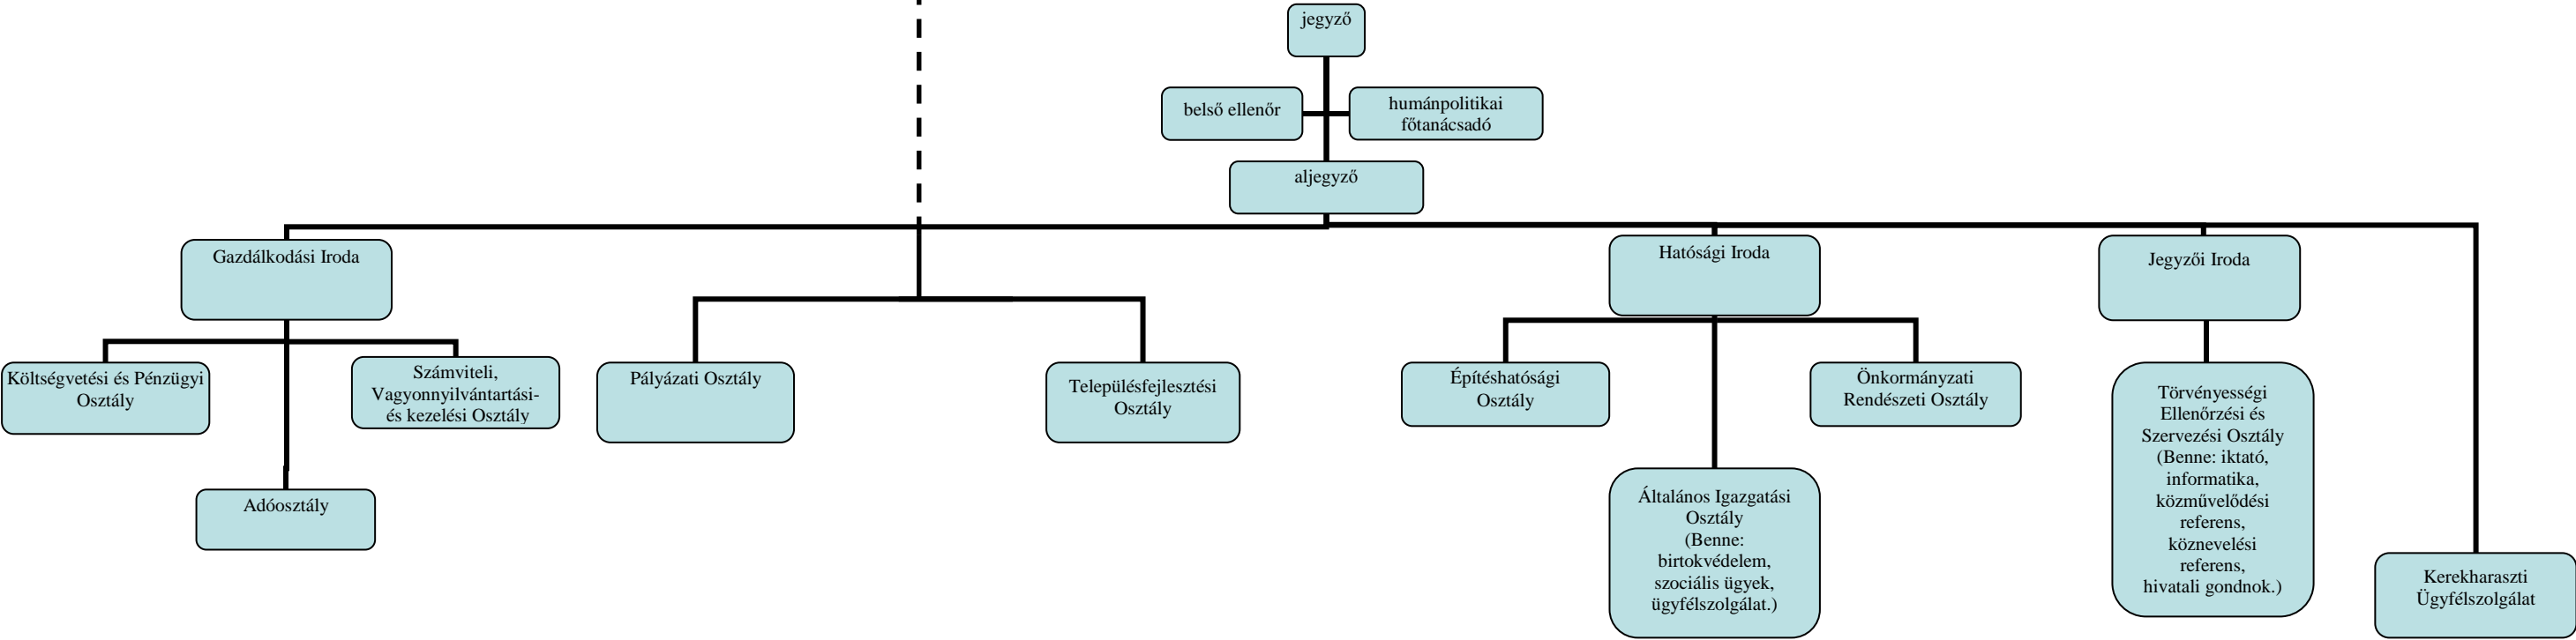 jegyző
belső ellenőr
humánpolitikai
főtanácsadó
aljegyző
Gazdálkodási Iroda
Hatósági Iroda
Jegyzői Iroda
Költségvetési és Pénzügyi
Osztály
Számviteli,
Vagyonnyilvántartási-
és kezelési Osztály
Pályázati Osztály
Településfejlesztési
Osztály
Építéshatósági
Osztály
Önkormányzati
Rendészeti Osztály
Törvényességi
Ellenőrzési és
Szervezési Osztály
(Benne: iktató,
informatika,
közművelődési
referens,
köznevelési
referens,
hivatali gondnok.)
Adóosztály
Általános Igazgatási
Osztály
(Benne:
birtokvédelem,
szociális ügyek,
ügyfélszolgálat.)
Kerekharaszti
Ügyfélszolgálat